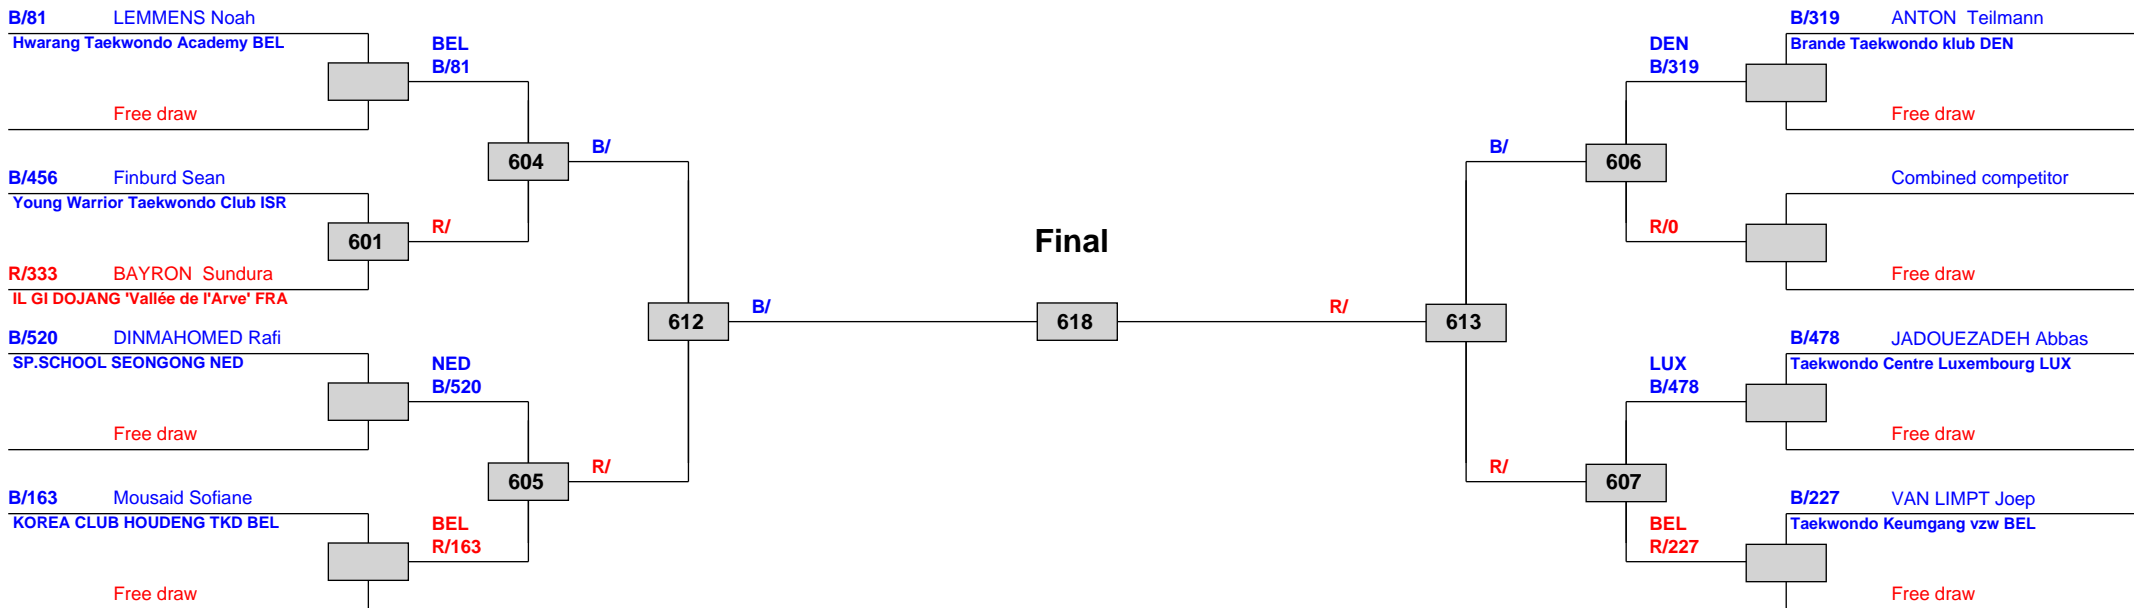 B/81 LEMMENS Noah
Hwarang Taekwondo Academy BEL
Free draw
B/456 Finburd Sean
Young Warrior Taekwondo Club ISR
R/333 BAYRON Sundura
IL GI DOJANG 'Vallée de l'Arve' FRA
B/520 DINMAHOMED Rafi
SP.SCHOOL SEONGONG NED
Free draw
B/163 Mousaid Sofiane
KOREA CLUB HOUDENG TKD BEL
Free draw
BEL
B/81
601
R/
NED
B/520
BEL
R/163
604
B/
605
R/
612
B/
Final
618
R/
613
B/
R/
606
607
DEN
B/319
R/0
LUX
B/478
BEL
R/227
B/319 ANTON Teilmann
Brande Taekwondo klub DEN
Free draw
Combined competitor
Free draw
B/478 JADOUEZADEH Abbas
Taekwondo Centre Luxembourg LUX
Free draw
B/227 VAN LIMPT Joep
Taekwondo Keumgang vzw BEL
Free draw